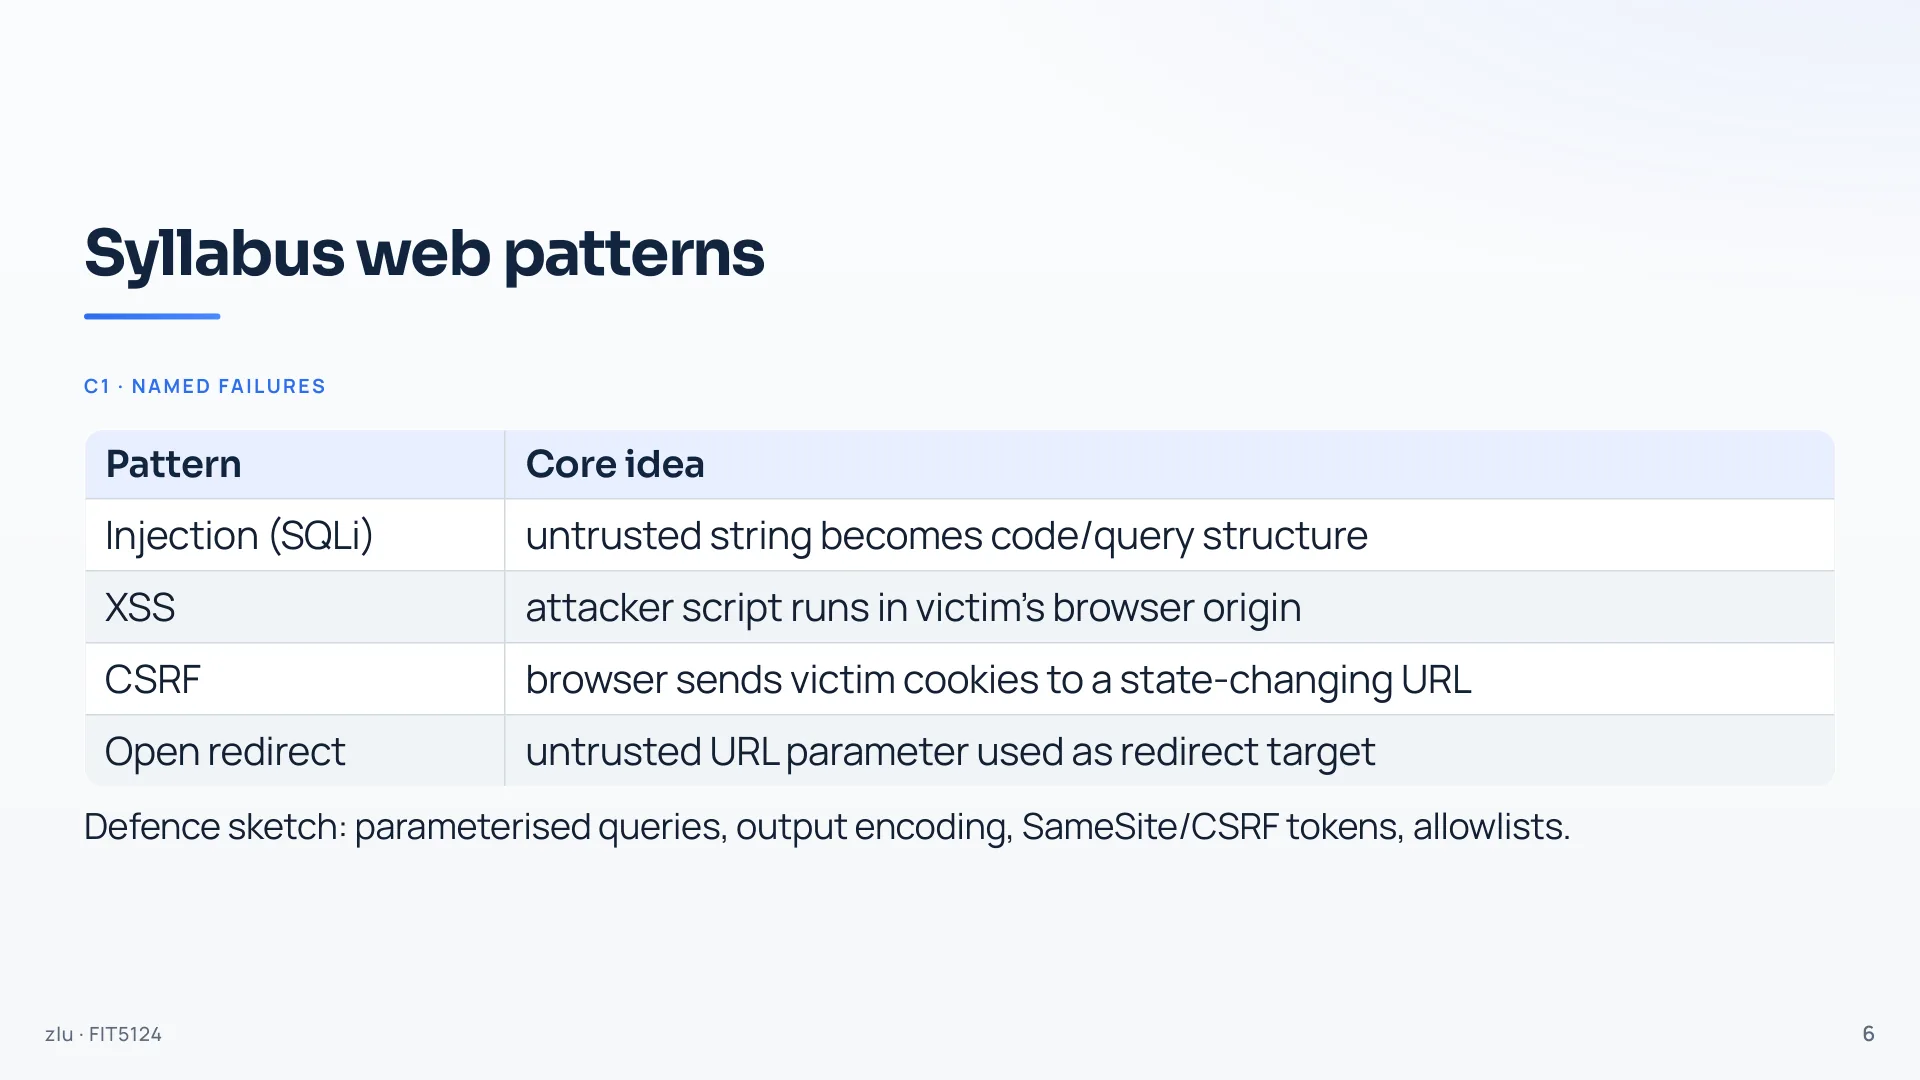 Syllabus web patterns
C1 · NAMED FAILURES
Pattern Core idea
Injection (SQLi) untrusted string becomes code/query structure
XSS attacker script runs in victim’s browser origin
CSRF browser sends victim cookies to a state-changing URL
Open redirect untrusted URL parameter used as redirect target
Defence sketch: parameterised queries, output encoding, SameSite/CSRF tokens, allowlists.
zlu · FIT5124 6